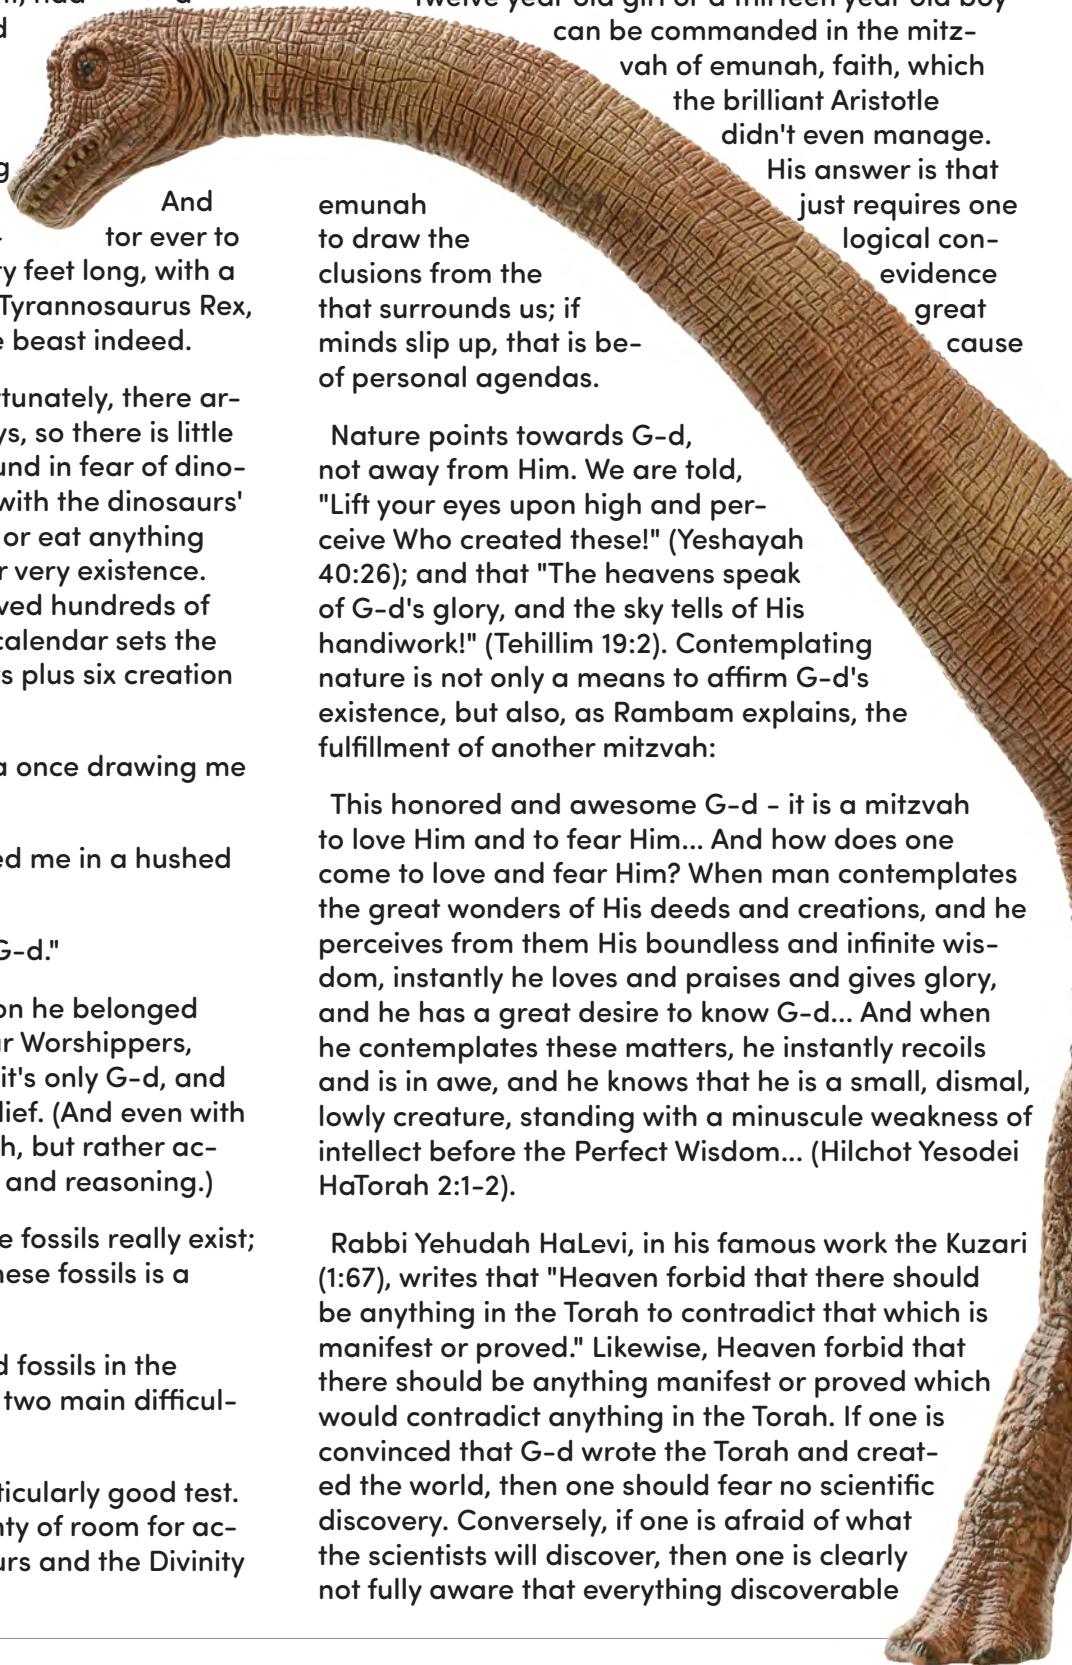 And
tor ever to
ty feet long, with a
Tyrannosaurus Rex,
e beast indeed.
rtunately, there ar-
ys, so there is little
und in fear of dino-
with the dinosaurs'
or eat anything
r very existence.
ved hundreds of
calendar sets the
s plus six creation
a once drawing me
ed me in a hushed
G-d."
on he belonged
ur Worshippers,
it's only G-d, and
lief. (And even with
h, but rather ac-
and reasoning.)
e fossils really exist;
hese fossils is a
d fossils in the
two main difficul-
ticularly good test.
nty of room for ac-
urs and the Divinity
Twelve year old girl or a thirteen year old boy
can be commanded in the mitz-
vah of emunah, faith, which
the brilliant Aristotle
didn't even manage.
His answer is that
emunah just requires one
to draw the logical con-
clusions from the evidence
that surrounds us; if great
minds slip up, that is be- cause
of personal agendas.
Nature points towards G-d,
not away from Him. We are told,
"Lift your eyes upon high and per-
ceive Who created these!" (Yeshayah
40:26); and that "The heavens speak
of G-d's glory, and the sky tells of His
handiwork!" (Tehillim 19:2). Contemplating
nature is not only a means to affirm G-d's
existence, but also, as Rambam explains, the
fulfillment of another mitzvah:
This honored and awesome G-d - it is a mitzvah
to love Him and to fear Him... And how does one
come to love and fear Him? When man contemplates
the great wonders of His deeds and creations, and he
perceives from them His boundless and infinite wis-
dom, instantly he loves and praises and gives glory,
and he has a great desire to know G-d... And when
he contemplates these matters, he instantly recoils
and is in awe, and he knows that he is a small, dismal,
lowly creature, standing with a minuscule weakness of
intellect before the Perfect Wisdom... (Hilchot Yesodei
HaTorah 2:1-2).
Rabbi Yehudah HaLevi, in his famous work the Kuzari
(1:67), writes that "Heaven forbid that there should
be anything in the Torah to contradict that which is
manifest or proved." Likewise, Heaven forbid that
there should be anything manifest or proved which
would contradict anything in the Torah. If one is
convinced that G-d wrote the Torah and creat-
ed the world, then one should fear no scientific
discovery. Conversely, if one is afraid of what
the scientists will discover, then one is clearly
not fully aware that everything discoverable